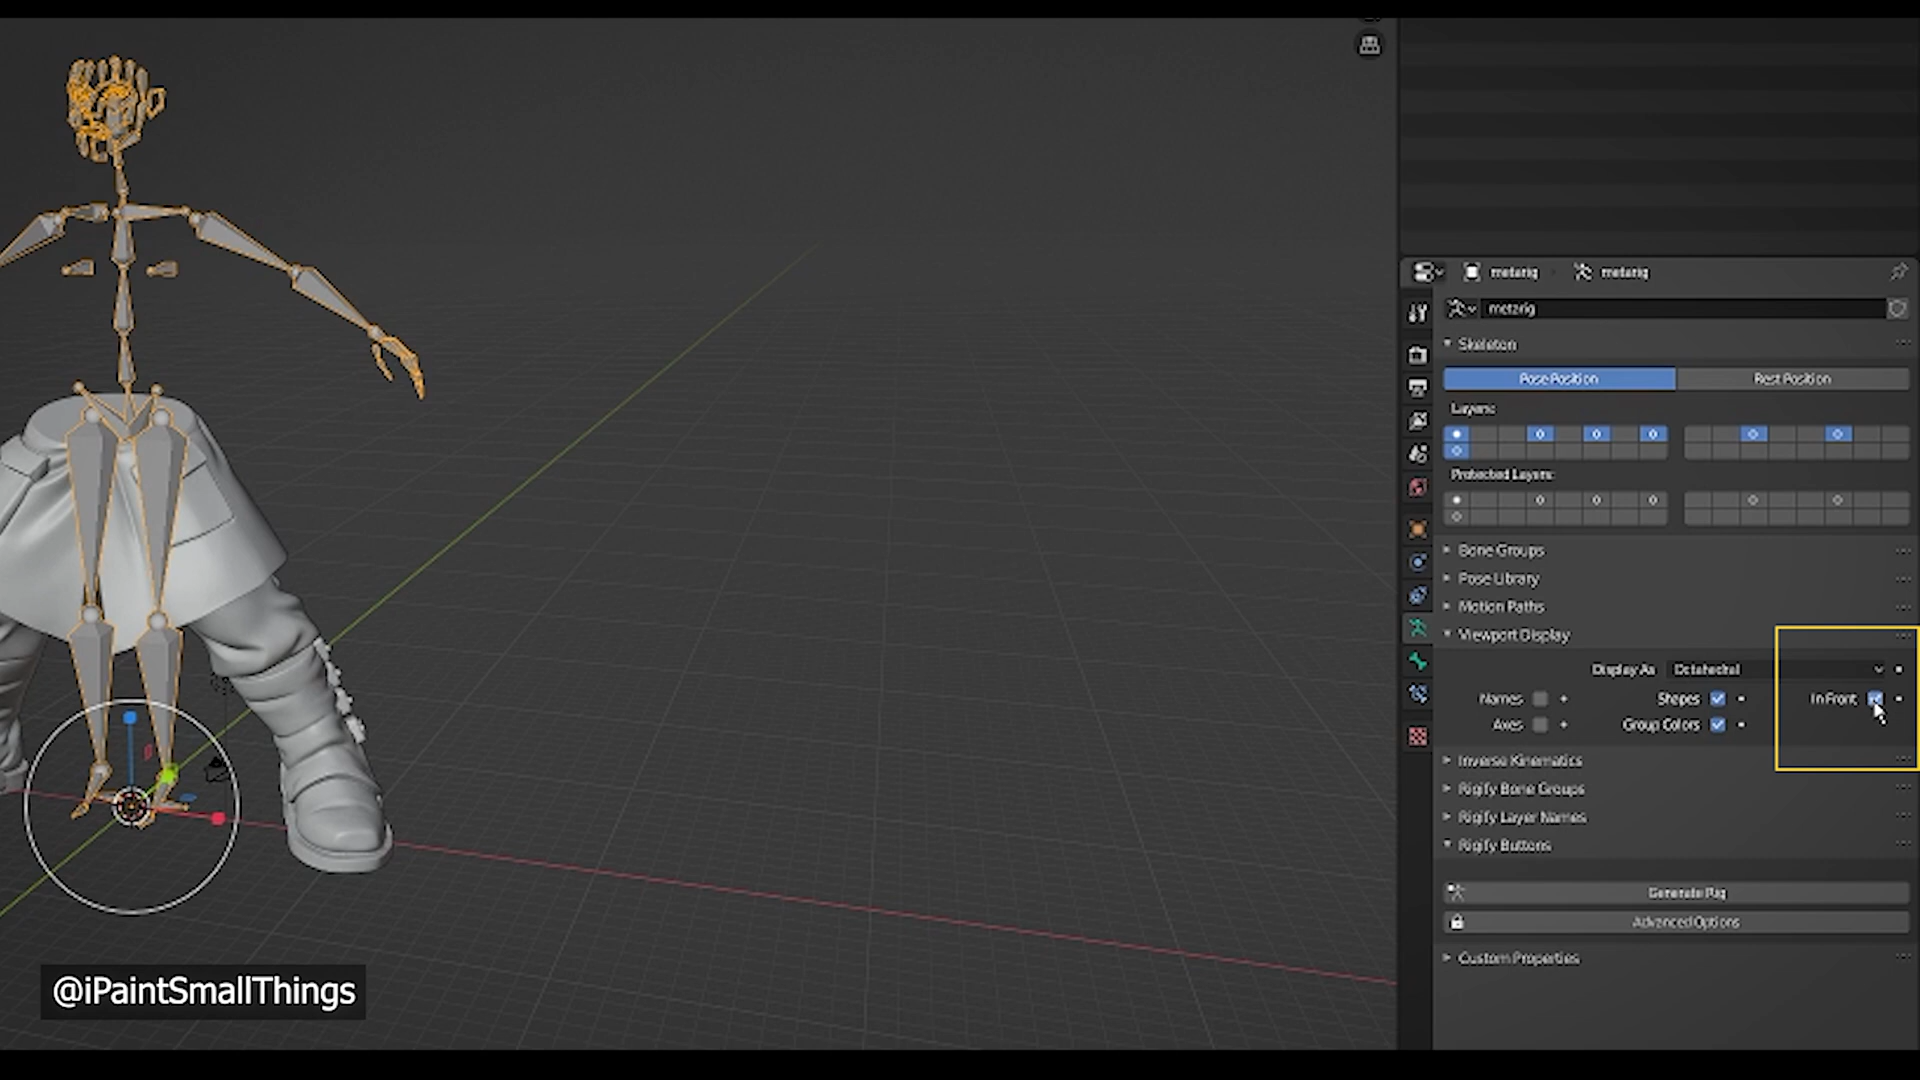 metarig metarig
metarig
Skeleton
Pose Position Rest Position
Layers:
Protected Layers:
Bone Groups
Pose Library
Motion Paths
Viewport Display
Display As Octahedral
Names Shapes In Front
Axes Group Colors
Inverse Kinematics
Rigify Bone Groups
Rigify Layer Names
Rigify Buttons
Generate Rig
Advanced Options
Custom Properties
@iPaintSmallThings